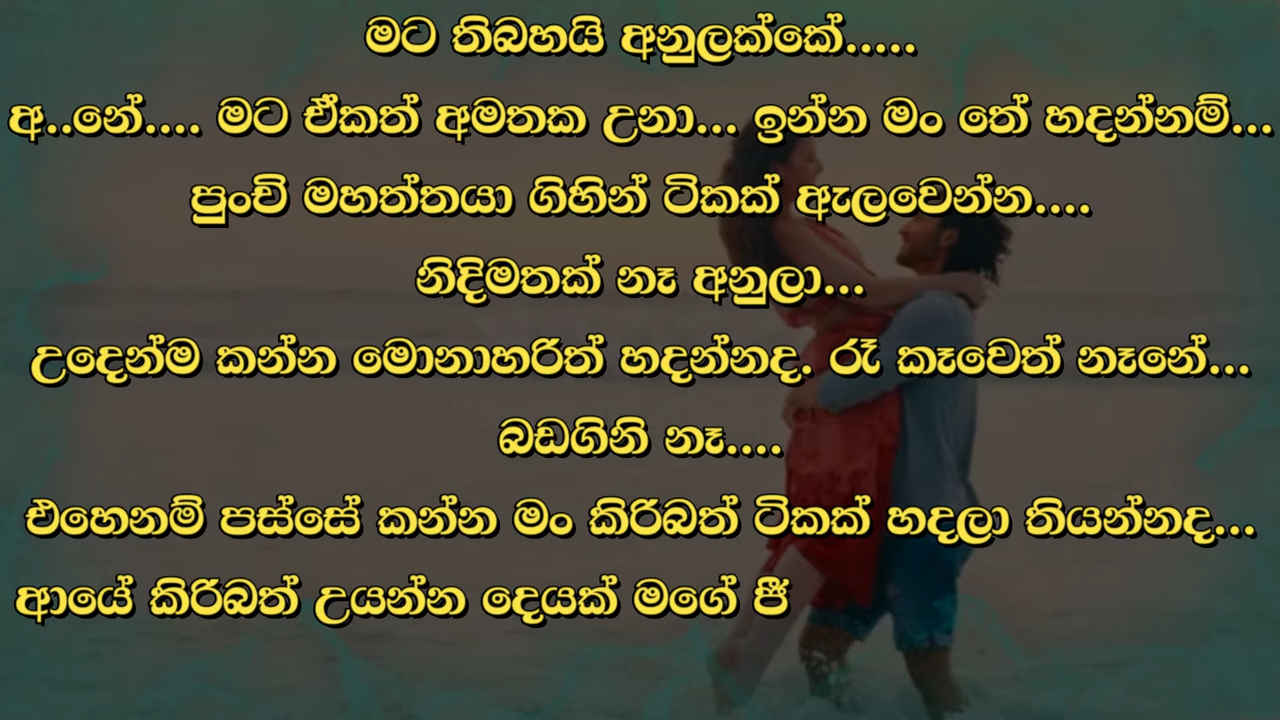 මට තිබහයි අනුලක්කේ.....
අ..නේ.... මට ඒකත් අමතක උනා... ඉන්න මං තේ හදන්නම්...
පුංචි මහත්තයා ගිහින් ටිකක් ඇලවෙන්න....
නිදිමතක් නෑ අනුලා...
උදෙන්ම කන්න මොනාහරිත් හදන්නද. රෑ කෑවෙත් නෑනේ...
බඩගිනි නෑ....
එහෙනම් පස්සේ කන්න මං කිරිබත් ටිකක් හදලා තියන්නද...
ආයේ කිරිබත් උයන්න දෙයක් මගේ ජී